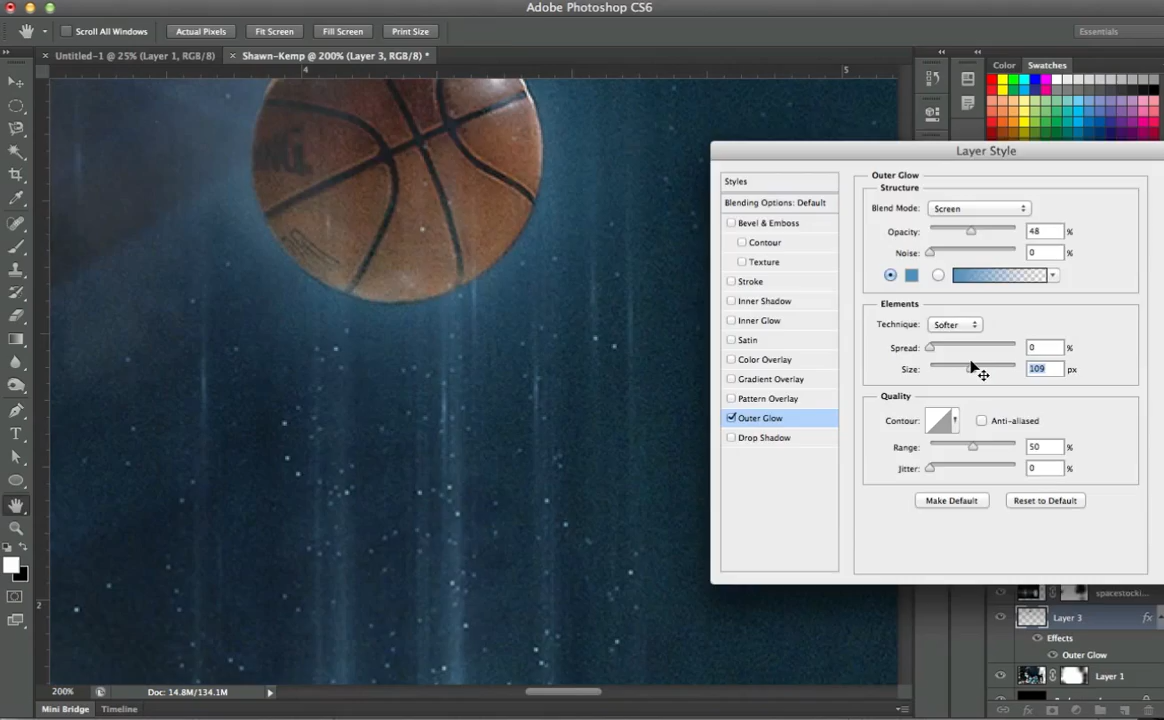 Adobe Photoshop CS6
Scroll All Windows Actual Pixels Fit Screen Fill Screen Print Size Essentials
Untitled-1 @ 25% (Layer 1, RGB/8) Shawn-Kemp @ 200% (Layer 3, RGB/8) *
Color Swatches
4 5
Layer Style
Styles
Blending Options: Default
Bevel & Emboss
Contour
Texture
Stroke
Inner Shadow
Inner Glow
Satin
Color Overlay
Gradient Overlay
Pattern Overlay
Outer Glow
Drop Shadow
Outer Glow
Structure
Blend Mode: Screen
Opacity: 48 %
Noise: 0 %
Elements
Technique: Softer
Spread: 0 %
Size: 109 px
Quality
Contour: Anti-aliased
Range: 50 %
Jitter: 0 %
Make Default Reset to Default
2
spacestocki...
Layer 3 fx
Effects
Outer Glow
Layer 1
200% Doc: 14.8M/134.1M
Mini Bridge Timeline